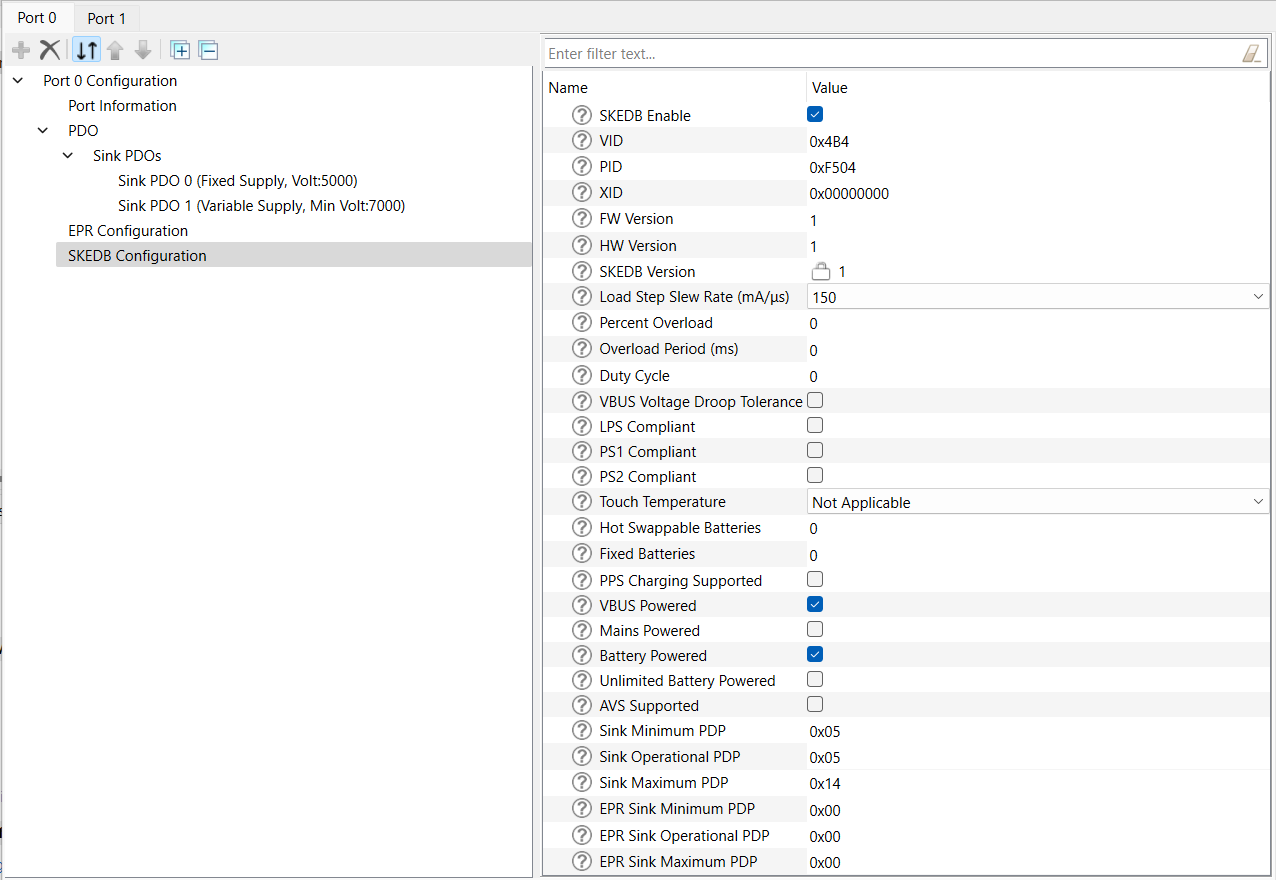 Port 0 Port 1
Port 0 Configuration
Port Information
PDO
Sink PDOs
Sink PDO 0 (Fixed Supply, Volt:5000)
Sink PDO 1 (Variable Supply, Min Volt:7000)
EPR Configuration
SKEDB Configuration
Enter filter text...
Name Value
SKEDB Enable
VID 0x4B4
PID 0xF504
XID 0x00000000
FW Version 1
HW Version 1
SKEDB Version 1
Load Step Slew Rate (mA/µs) 150
Percent Overload 0
Overload Period (ms) 0
Duty Cycle 0
VBUS Voltage Droop Tolerance
LPS Compliant
PS1 Compliant
PS2 Compliant
Touch Temperature Not Applicable
Hot Swappable Batteries 0
Fixed Batteries 0
PPS Charging Supported
VBUS Powered
Mains Powered
Battery Powered
Unlimited Battery Powered
AVS Supported
Sink Minimum PDP 0x05
Sink Operational PDP 0x05
Sink Maximum PDP 0x14
EPR Sink Minimum PDP 0x00
EPR Sink Operational PDP 0x00
EPR Sink Maximum PDP 0x00